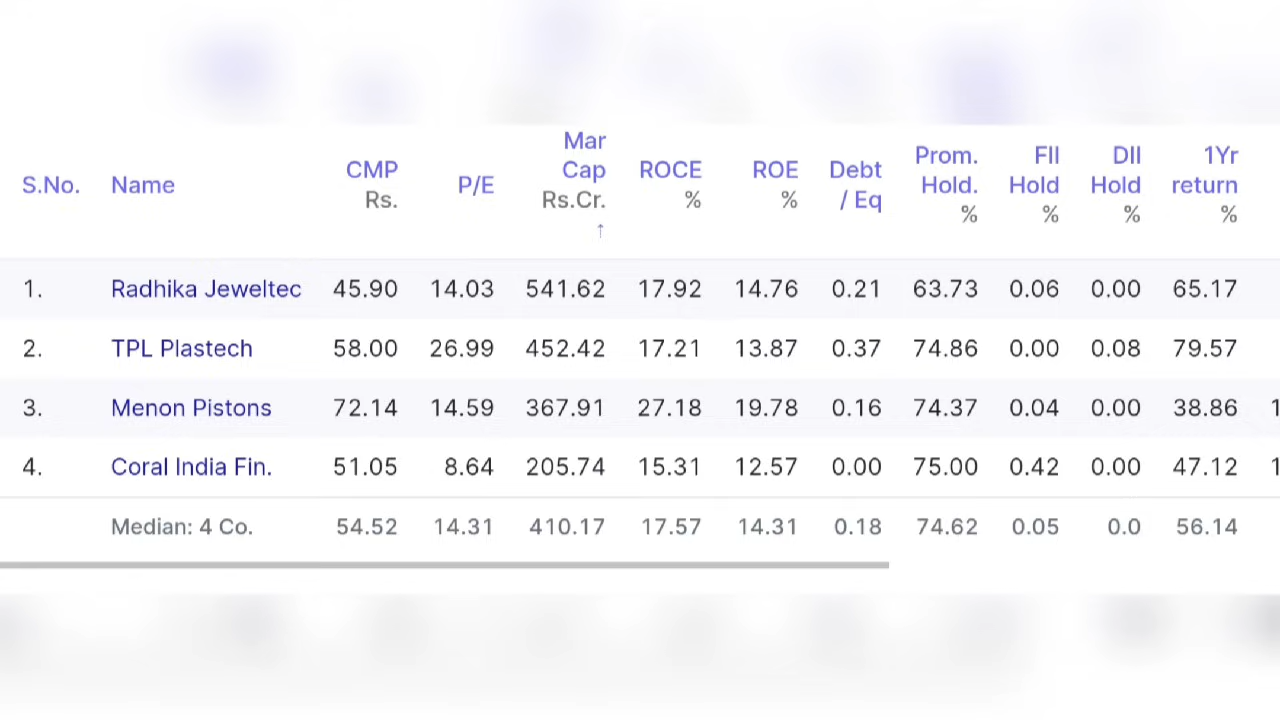 S.No. Name CMP Rs. P/E Mar Cap Rs.Cr. ↑ ROCE % ROE % Debt / Eq Prom. Hold. % FII Hold % DII Hold % 1Yr return %
1. Radhika Jeweltec 45.90 14.03 541.62 17.92 14.76 0.21 63.73 0.06 0.00 65.17
2. TPL Plastech 58.00 26.99 452.42 17.21 13.87 0.37 74.86 0.00 0.08 79.57
3. Menon Pistons 72.14 14.59 367.91 27.18 19.78 0.16 74.37 0.04 0.00 38.86 1
4. Coral India Fin. 51.05 8.64 205.74 15.31 12.57 0.00 75.00 0.42 0.00 47.12 1
Median: 4 Co. 54.52 14.31 410.17 17.57 14.31 0.18 74.62 0.05 0.0 56.14